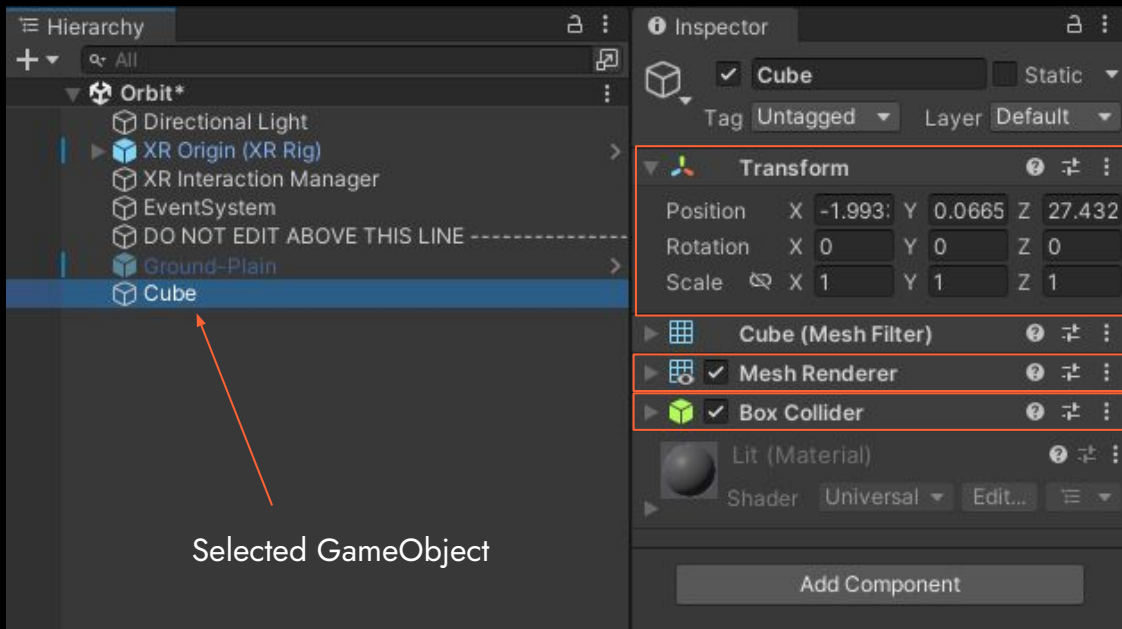 Hierarchy
All
Orbit*
Directional Light
XR Origin (XR Rig)
XR Interaction Manager
EventSystem
DO NOT EDIT ABOVE THIS LINE ---------------
Ground-Plain
Cube
Selected GameObject
Inspector
Cube Static
Tag Untagged Layer Default
Transform
Position X -1.993 Y 0.0665 Z 27.432
Rotation X 0 Y 0 Z 0
Scale X 1 Y 1 Z 1
Cube (Mesh Filter)
Mesh Renderer
Box Collider
Lit (Material)
Shader Universal Edit...
Add Component